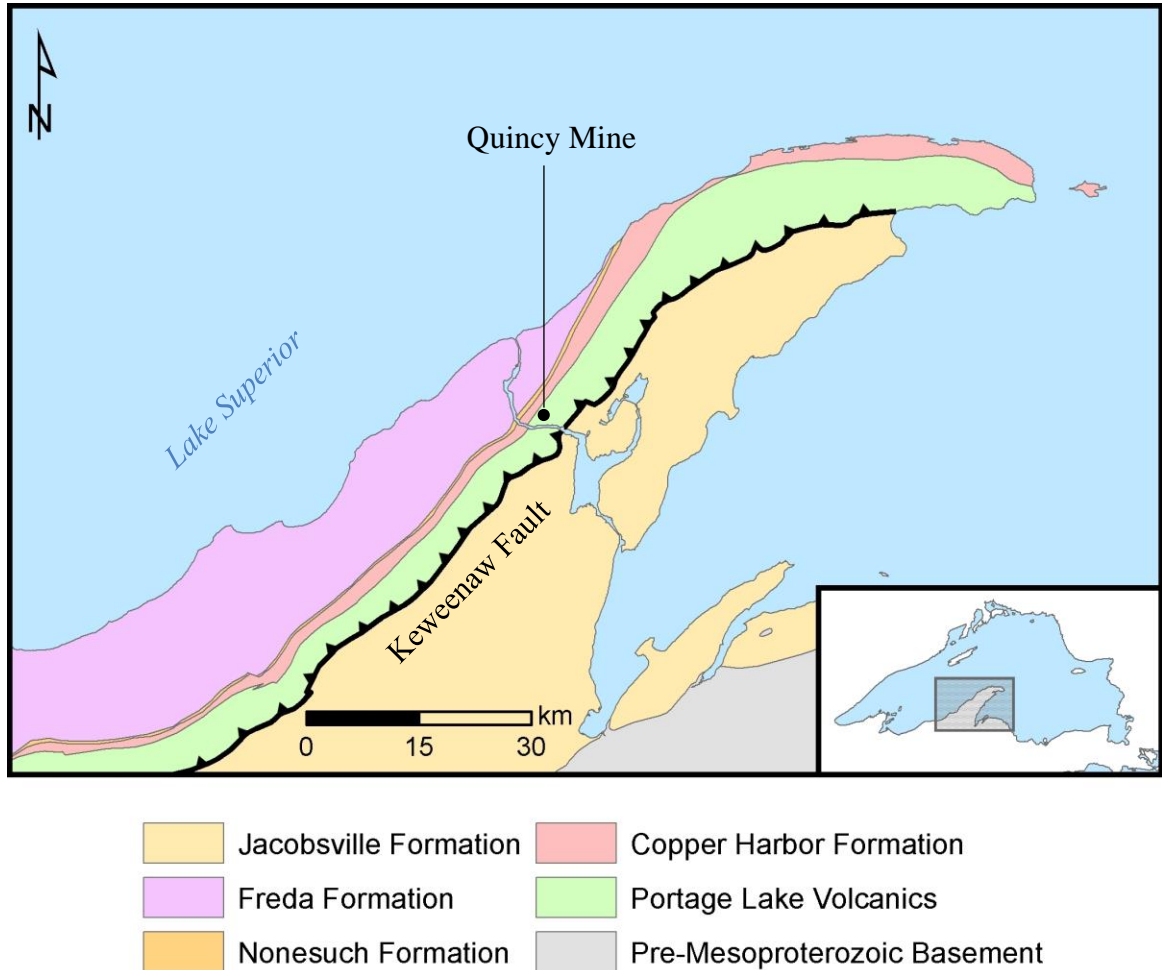 N
Quincy Mine
Lake Superior
Keweenaw Fault
km
0 15 30
Jacobsville Formation
Copper Harbor Formation
Freda Formation
Portage Lake Volcanics
Nonesuch Formation
Pre-Mesoproterozoic Basement